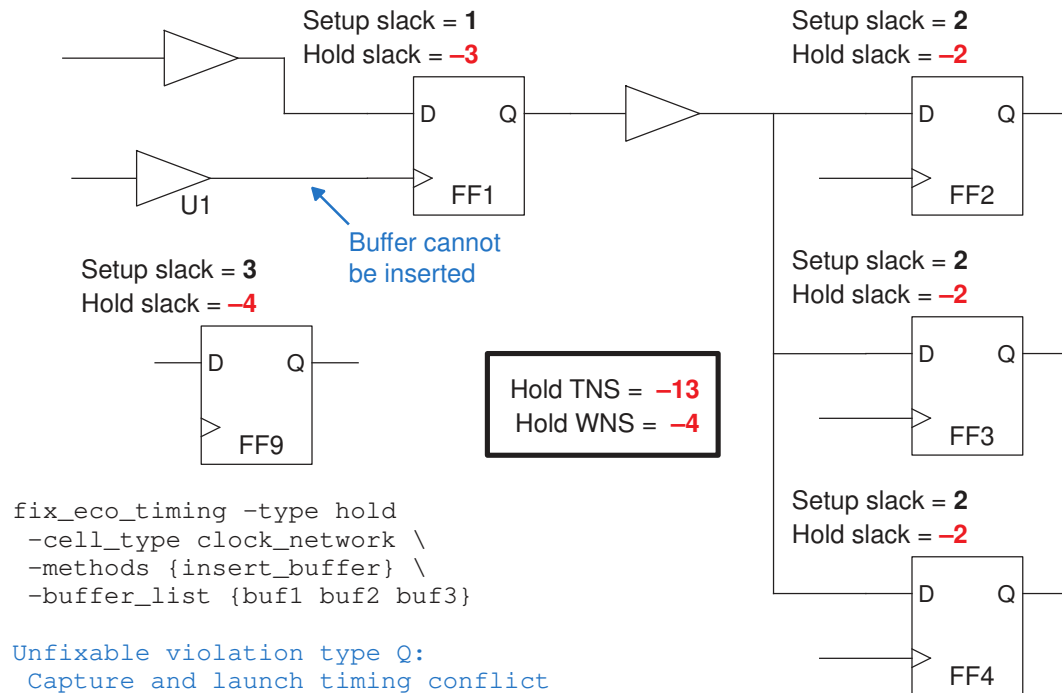 Setup slack = 1
Hold slack = –3
Setup slack = 2
Hold slack = –2
D
Q
FF1
D
Q
FF2
U1
Buffer cannot
be inserted
Setup slack = 3
Hold slack = –4
D
Q
FF9
Setup slack = 2
Hold slack = –2
D
Q
FF3
Hold TNS = –13
Hold WNS = –4
Setup slack = 2
Hold slack = –2
D
Q
FF4
fix_eco_timing –type hold
–cell_type clock_network \
–methods {insert_buffer} \
–buffer_list {buf1 buf2 buf3}
Unfixable violation type Q:
Capture and launch timing conflict